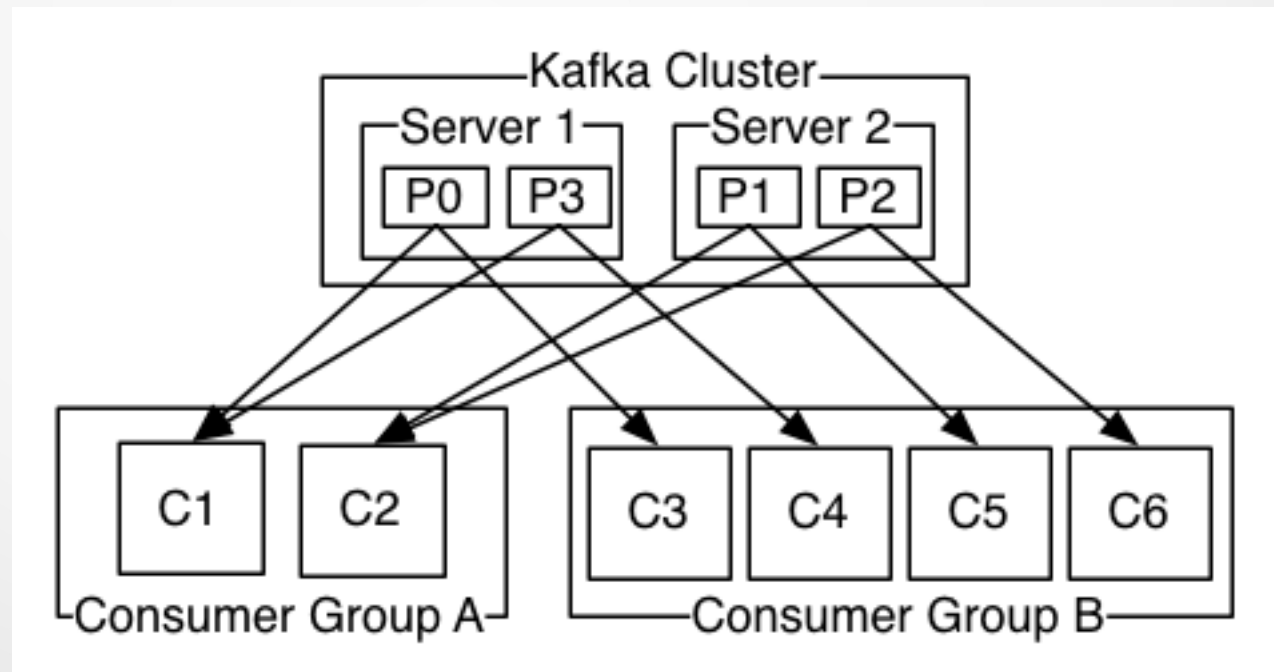 Kafka Cluster
Server 1
Server 2
P0
P3
P1
P2
C1
C2
C3
C4
C5
C6
Consumer Group A
Consumer Group B